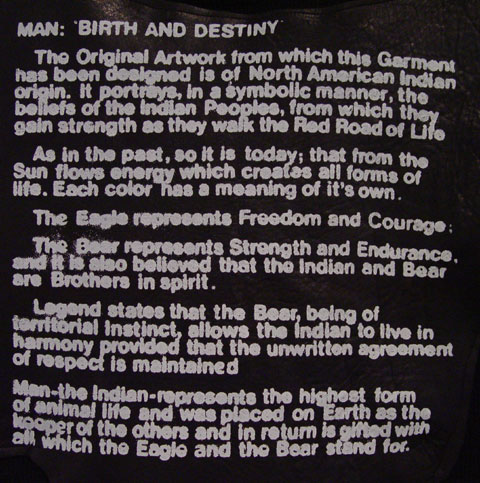 MAN: 'BIRTH AND DESTINY'
The Original Artwork from which this Garment
has been designed is of North American Indian
origin. It portrays, in a symbolic manner, the
beliefs of the Indian Peoples, from which they
gain strength as they walk the Red Road of Life
As in the past, so it is today; that from the
Sun flows energy which creates all forms of
life. Each color has a meaning of it's own.
The Eagle represents Freedom and Courage;
The Bear represents Strength and Endurance,
and it is also believed that the Indian and Bear
are Brothers in spirit.
Legend states that the Bear, being of
territorial instinct, allows the Indian to live in
harmony provided that the unwritten agreement
of respect is maintained
Man-the Indian-represents the highest form
of animal life and was placed on Earth as the
keeper of the others and in return is gifted with
all which the Eagle and the Bear stand for.